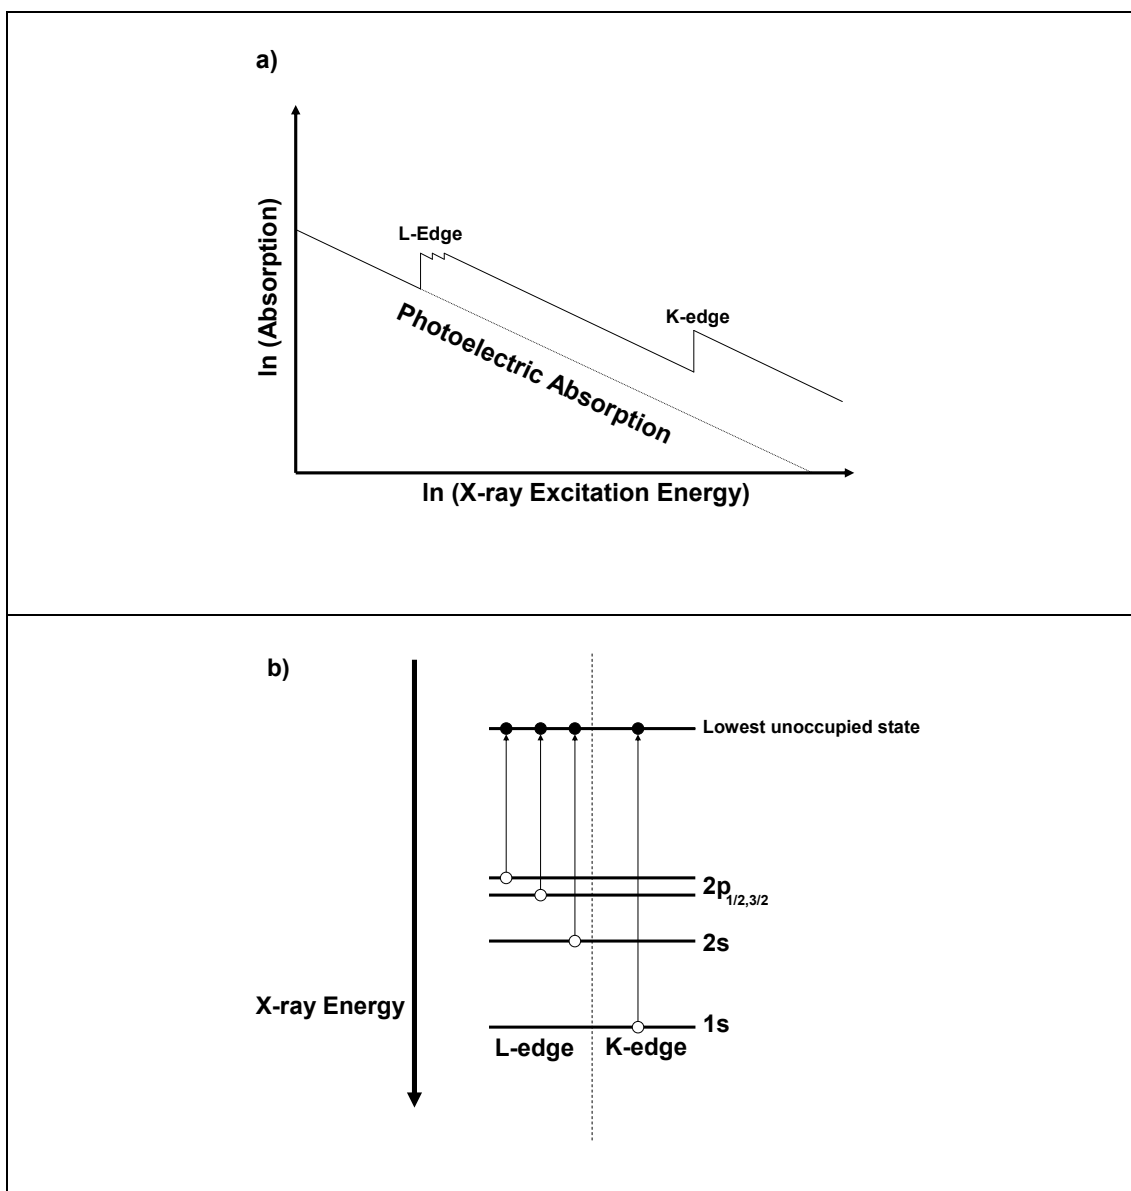 a)
L-Edge
K-edge
Photoelectric Absorption
ln (Absorption)
ln (X-ray Excitation Energy)
b)
Lowest unoccupied state
2p1/2,3/2
2s
X-ray Energy
1s
L-edge
K-edge